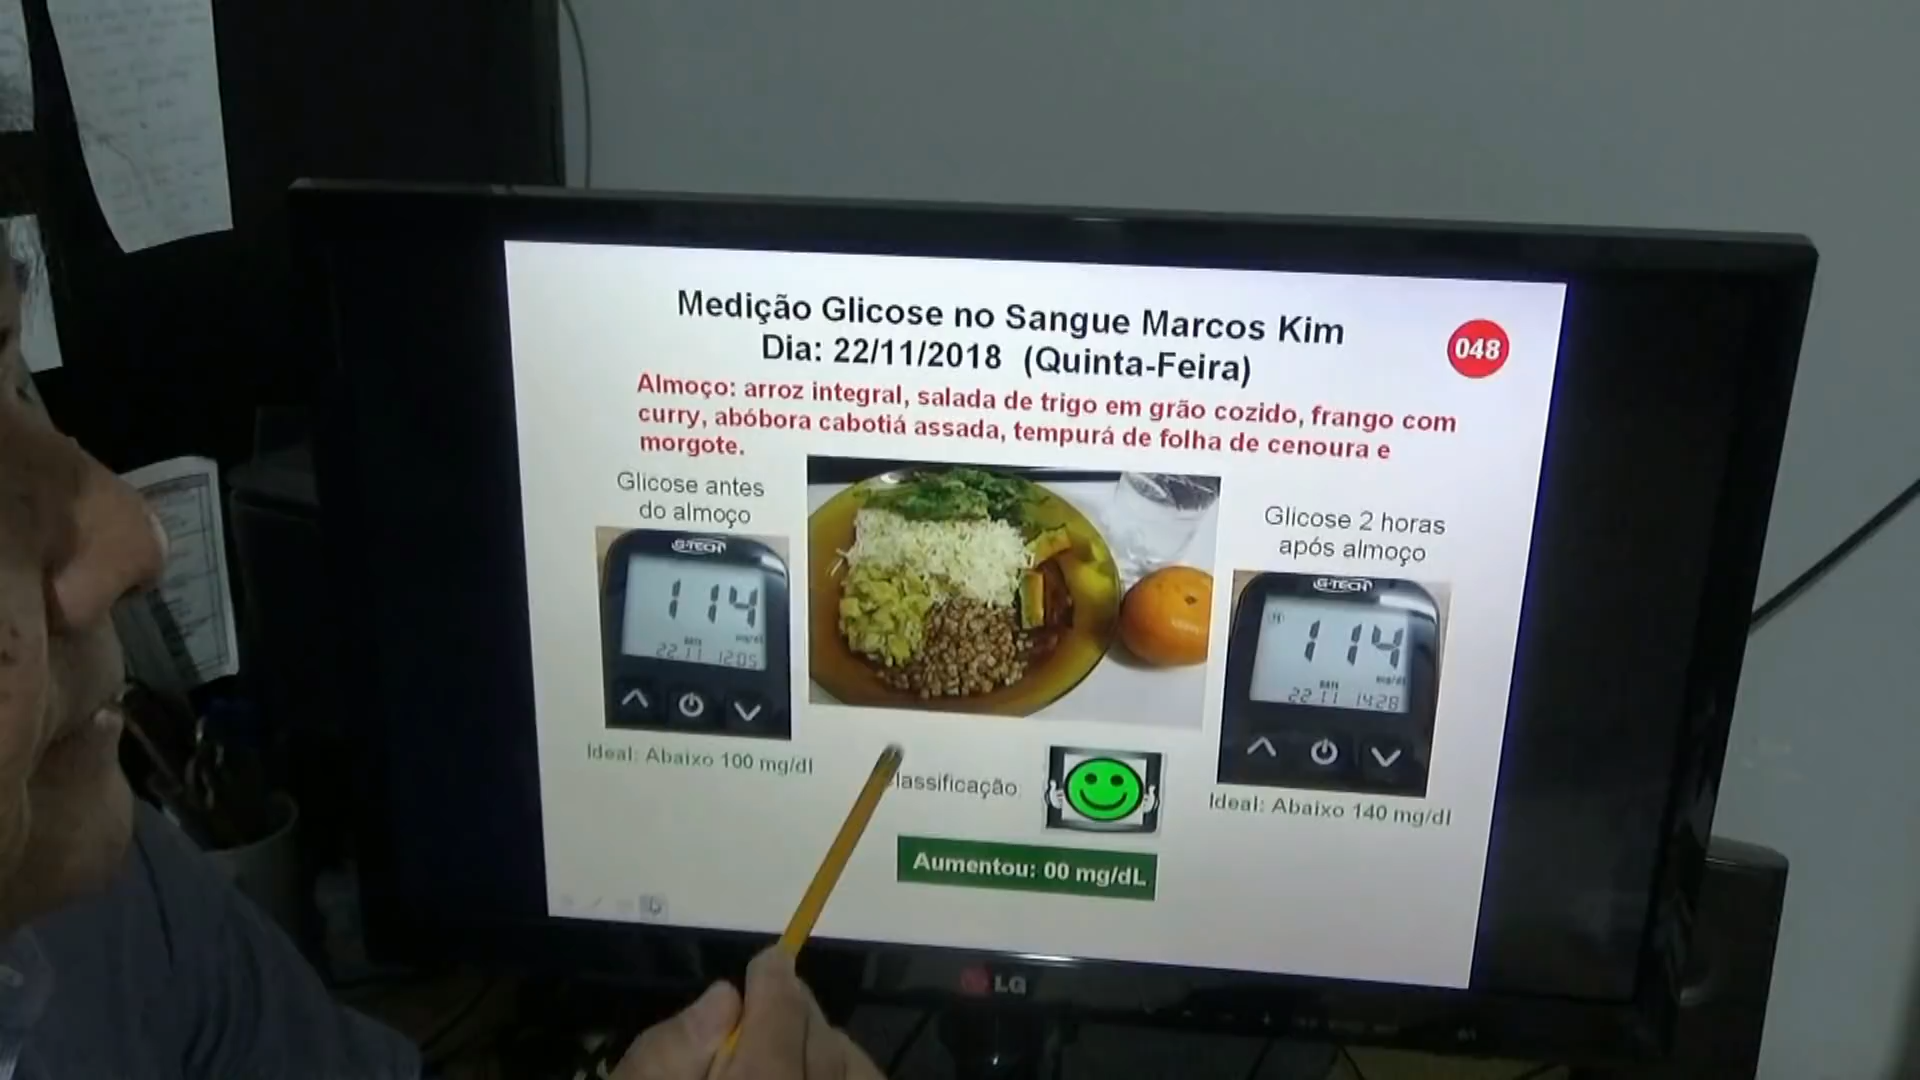 Medição Glicose no Sangue Marcos Kim
Dia: 22/11/2018 (Quinta-Feira)
048
Almoço: arroz integral, salada de trigo em grão cozido, frango com
curry, abóbora cabotiá assada, tempurá de folha de cenoura e
morgote.
Glicose antes
do almoço
G-TECH
114
mg/dl
22.11 12:05
Ideal: Abaixo 100 mg/dl
Glicose 2 horas
após almoço
G-TECH
114
mg/dl
22 11 14:28
Ideal: Abaixo 140 mg/dl
lassificação
Aumentou: 00 mg/dL
LG